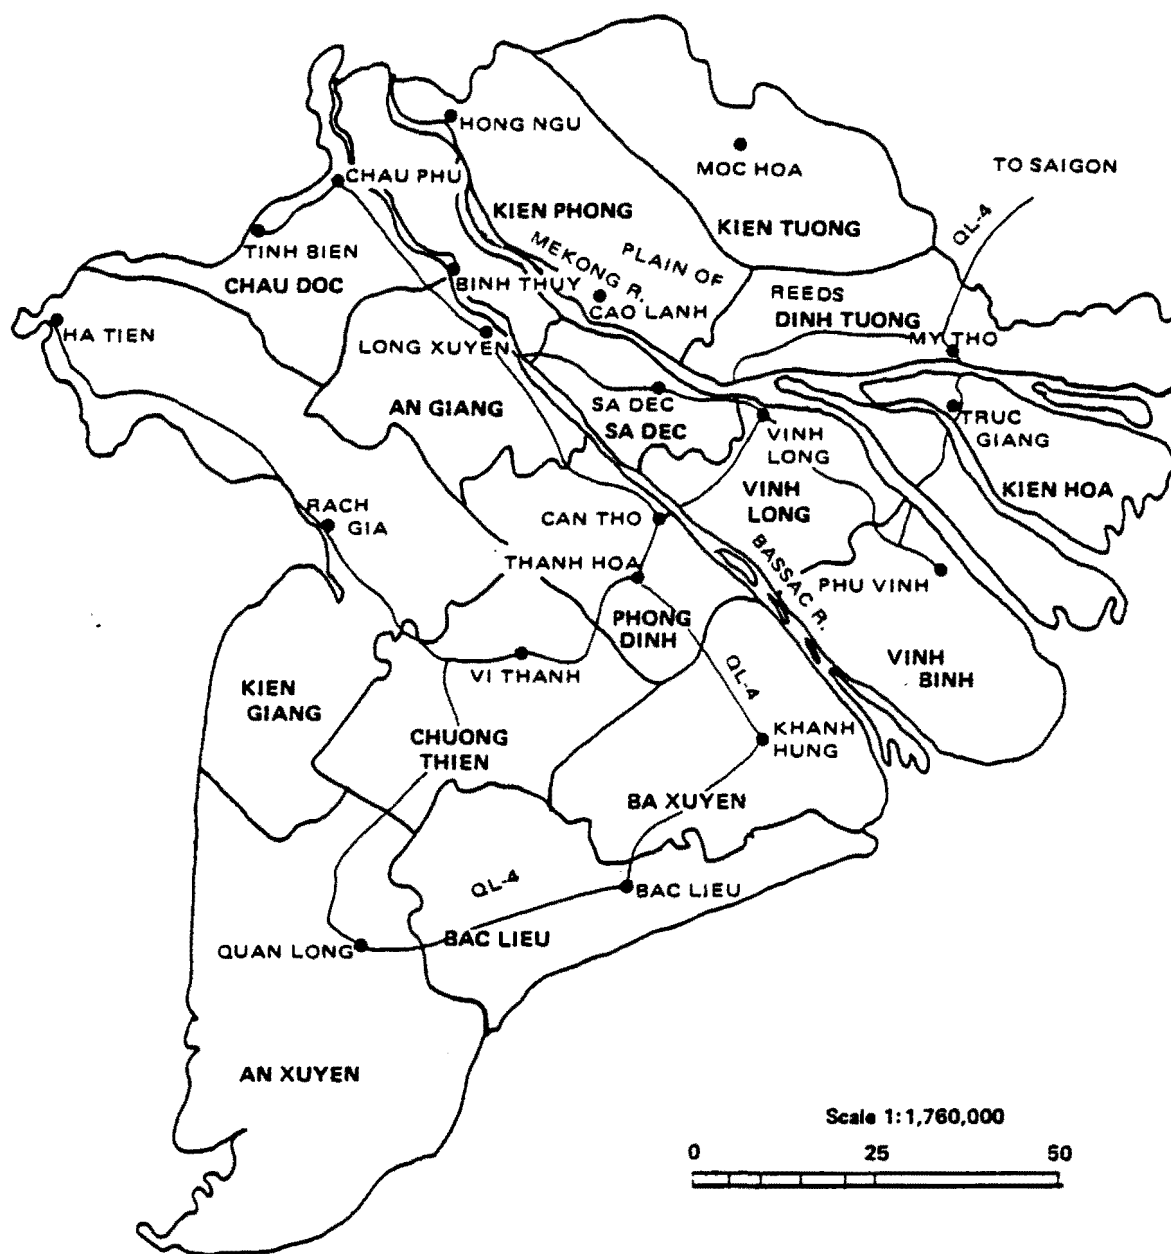 HONG NGU
MOC HOA
TO SAIGON
CHAU PHU
KIEN PHONG
KIEN TUONG
QL-4
TINH BIEN
MEKONG R.
PLAIN OF
CHAU DOC
BINH THUY
REEDS
CAO LANH
DINH TUONG
HA TIEN
LONG XUYEN
MY THO
AN GIANG
SA DEC
SA DEC
VINH
LONG
TRUC
GIANG
VINH
LONG
KIEN HOA
RACH
GIA
CAN THO
THANH HOA
BASSAC R.
PHU VINH
PHONG
DINH
VI THANH
QL-4
VINH
BINH
KIEN
GIANG
CHUONG
THIEN
KHANH
HUNG
BA XUYEN
QL-4
BAC LIEU
QUAN LONG
BAC LIEU
AN XUYEN
Scale 1:1,760,000
0 25 50